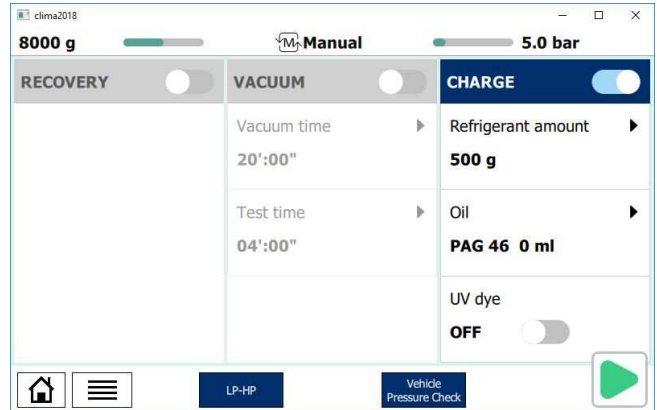 clima2018
8000 g
M Manual
5.0 bar
RECOVERY
VACUUM
Vacuum time
20':00"
Test time
04':00"
CHARGE
Refrigerant amount
500 g
Oil
PAG 46 0 ml
UV dye
OFF
LP-HP
Vehicle
Pressure Check